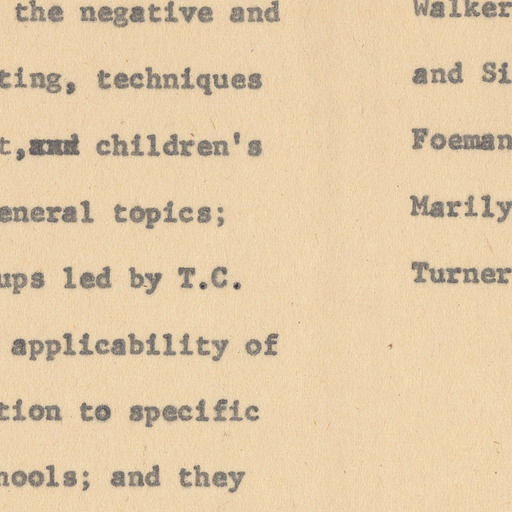 the negative and
ting, techniques
t, children's
eneral topics;
ups led by T.C.
applicability of
tion to specific
hools; and they
Walker
and Si
Foeman
Marily
Turner